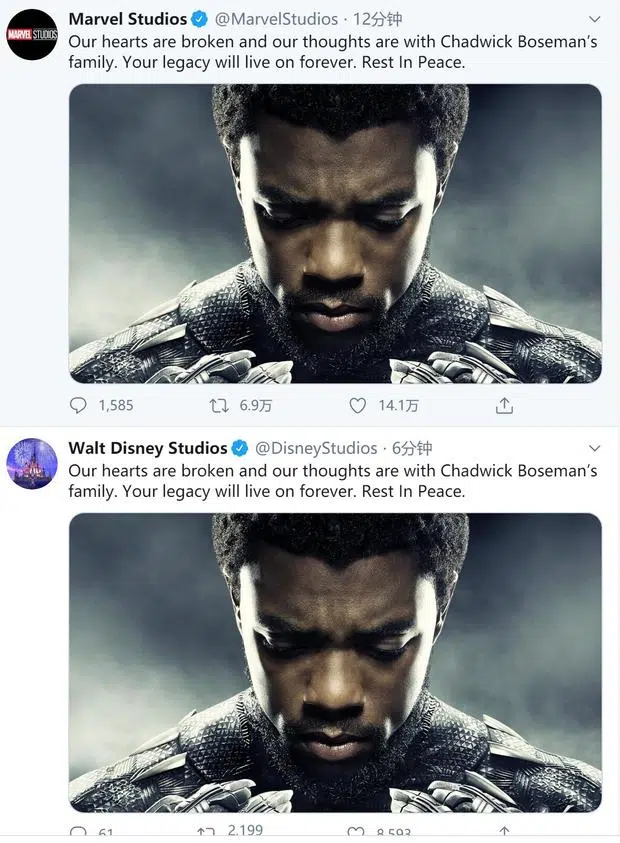 MARVEL STUDIOS
Marvel Studios @MarvelStudios · 12分钟
Our hearts are broken and our thoughts are with Chadwick Boseman’s
family. Your legacy will live on forever. Rest In Peace.
1,585 6.9万 14.1万
Walt Disney Studios @DisneyStudios · 6分钟
Our hearts are broken and our thoughts are with Chadwick Boseman’s
family. Your legacy will live on forever. Rest In Peace.
61 2,199 8,593